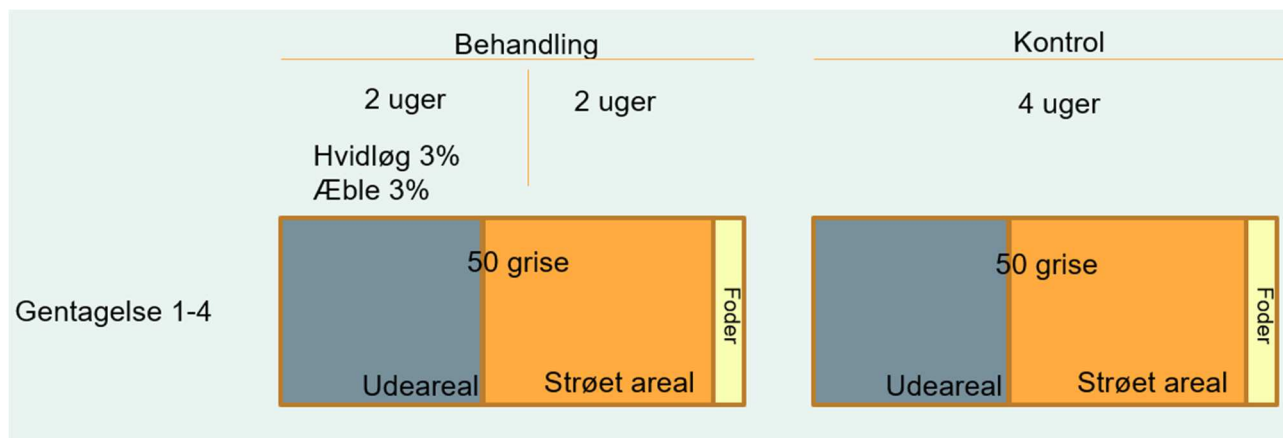 Behandling
Kontrol
2 uger
2 uger
4 uger
Hvidløg 3%
Æble 3%
Gentagelse 1-4
50 grise
Foder
Udeareal
Strøet areal
50 grise
Foder
Udeareal
Strøet areal